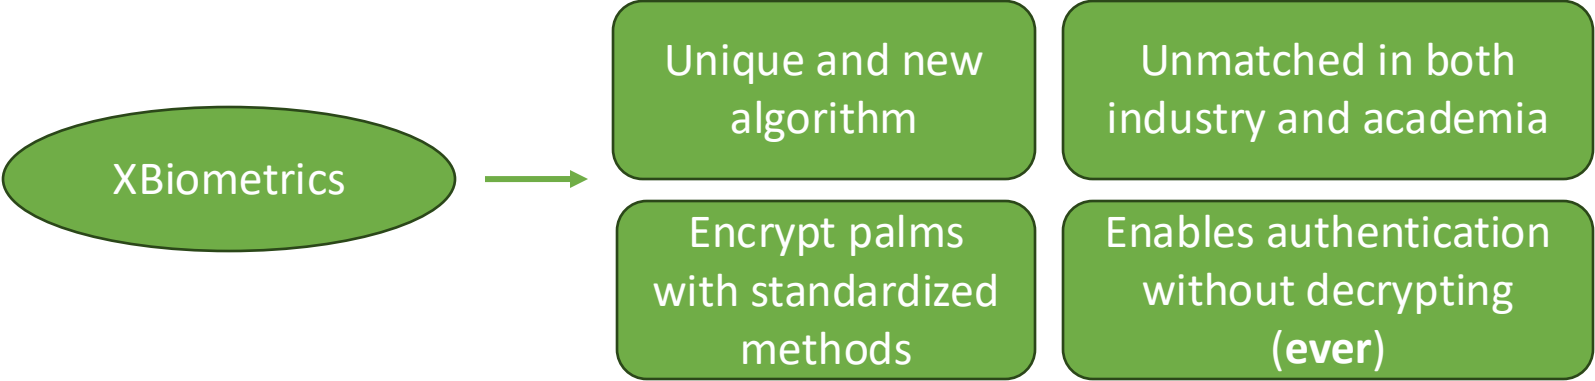 XBiometrics
Unique and new
algorithm
Unmatched in both
industry and academia
Encrypt palms
with standardized
methods
Enables authentication
without decrypting
(ever)